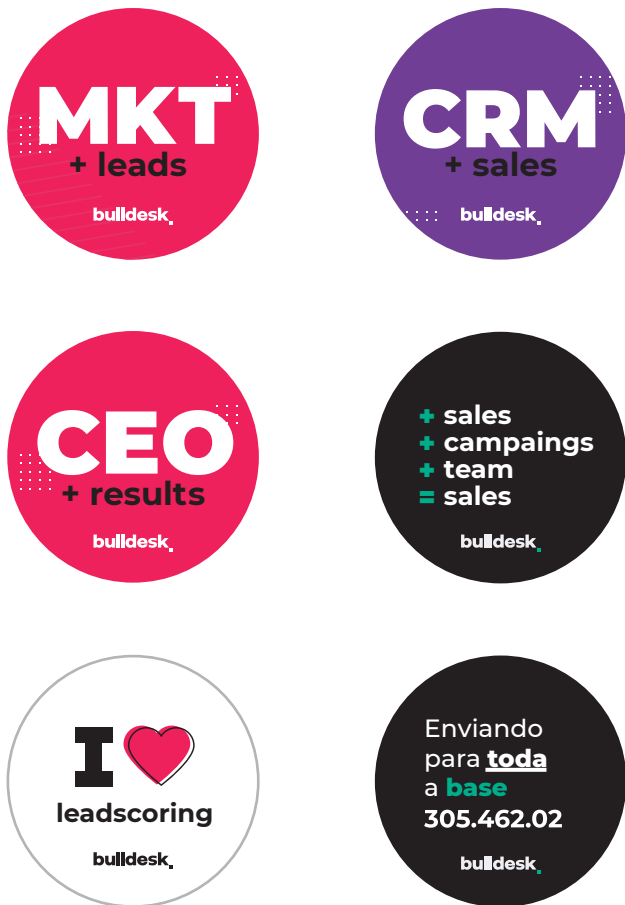 MKT
+ leads
bulldesk.
CRM
+ sales
bulldesk.
CEO
+ results
bulldesk.
+ sales
+ campaings
+ team
= sales
bulldesk.
I
leadscoring
bulldesk.
Enviando
para toda
a base
305.462.02
bulldesk.